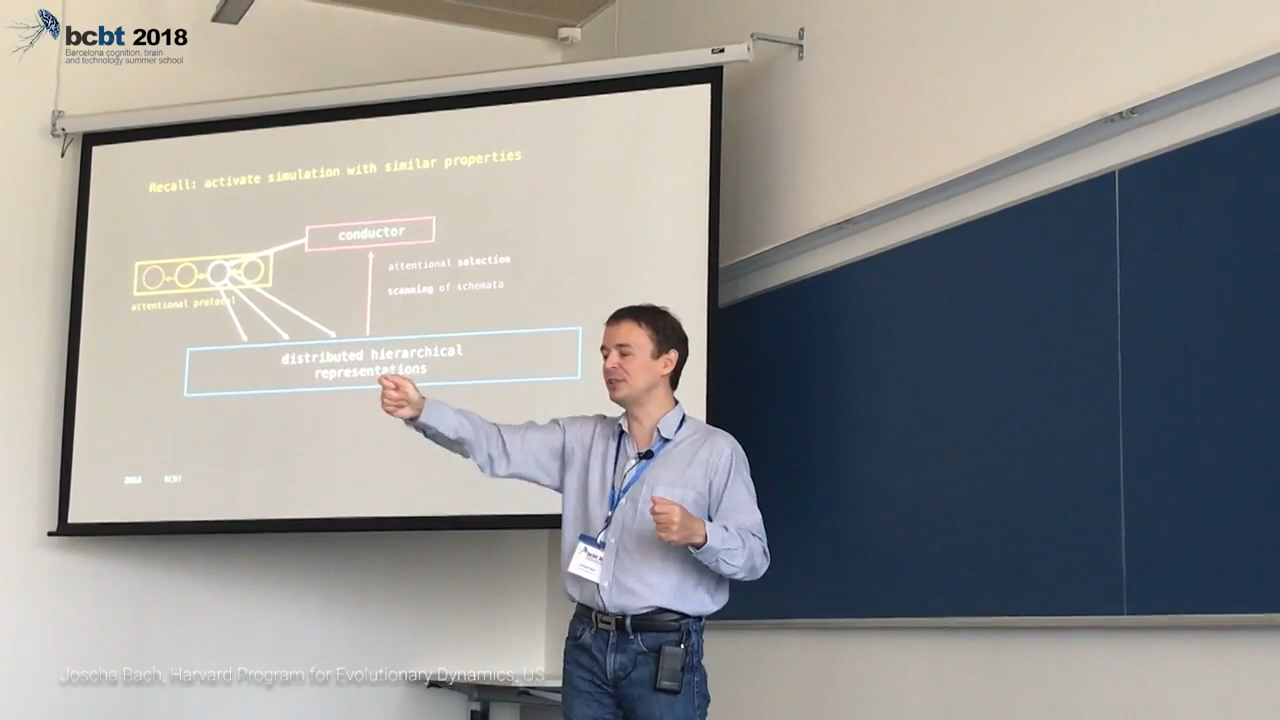 bcbt 2018
Barcelona cognition, brain
and technology summer school
Recall: activate simulation with similar properties
conductor
attentional selection
scanning of schemata
attentional protocol
distributed hierarchical
representations
2018 BCBT
bcbt
Joscha Bach, Harvard Program for Evolutionary Dynamics, US